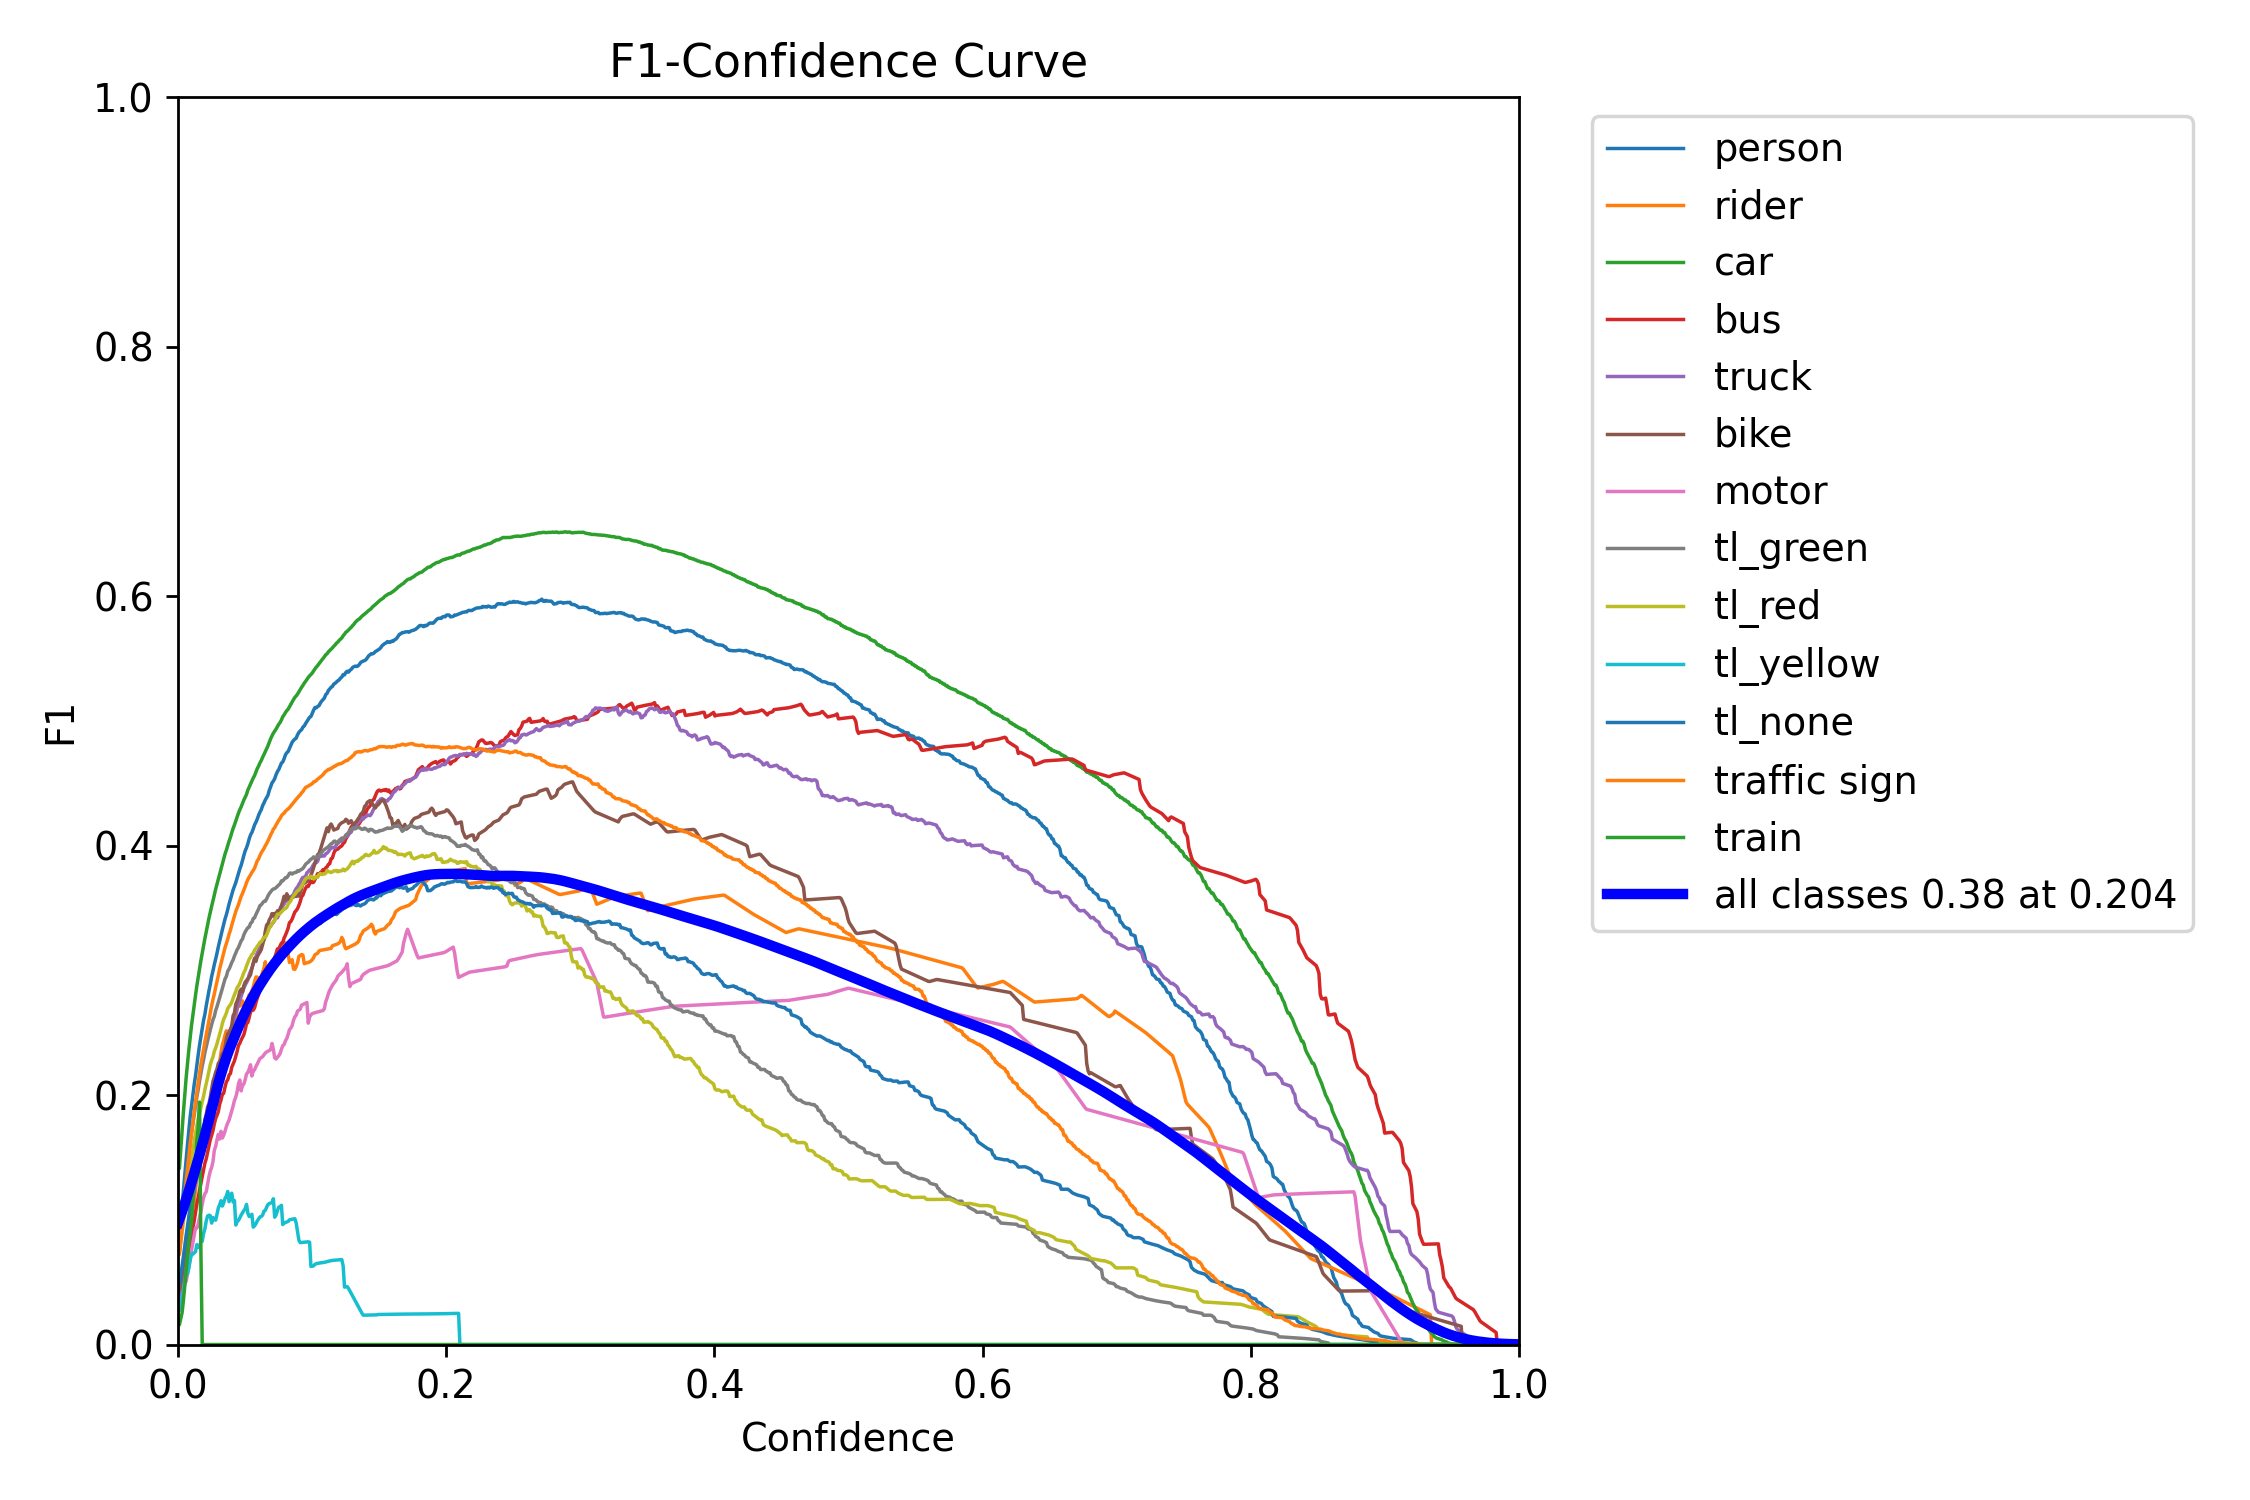 F1-Confidence Curve
1.0
0.8
0.6
0.4
0.2
0.0
F1
0.0 0.2 0.4 0.6 0.8 1.0
Confidence
person
rider
car
bus
truck
bike
motor
tl_green
tl_red
tl_yellow
tl_none
traffic sign
train
all classes 0.38 at 0.204